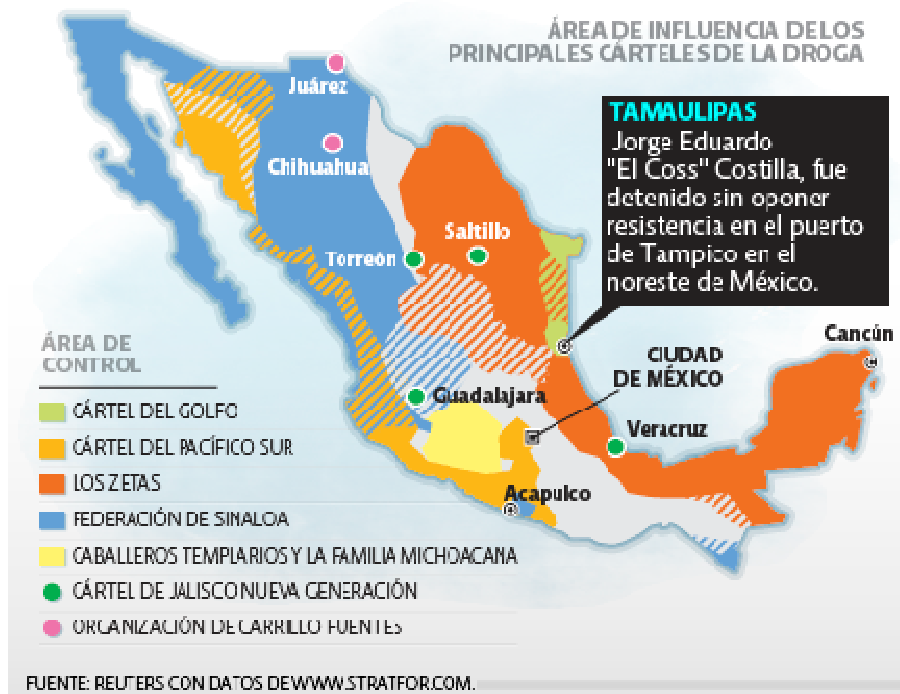 ÁREA DE INFLUENCIA DE LOS
PRINCIPALES CÁRTELES DE LA DROGA
TAMAULIPAS
Jorge Eduardo
"El Coss" Costilla, fue
detenido sin oponer
resistencia en el puerto
de Tampico en el
noreste de México.
Juárez
Chihuahua
Saltillo
Torreón
Cancún
CIUDAD
DE MÉXICO
Guadalajara
Veracruz
Acapulco
ÁREA DE
CONTROL
CÁRTEL DEL GOLFO
CÁRTEL DEL PACÍFICO SUR
LOS ZETAS
FEDERACIÓN DE SINALOA
CABALLEROS TEMPLARIOS Y LA FAMILIA MICHOACANA
CÁRTEL DE JALISCO NUEVA GENERACIÓN
ORGANIZACIÓN DE CARRILLO FUENTES
FUENTE: REUTERS CON DATOS DE WWW.STRATFOR.COM.